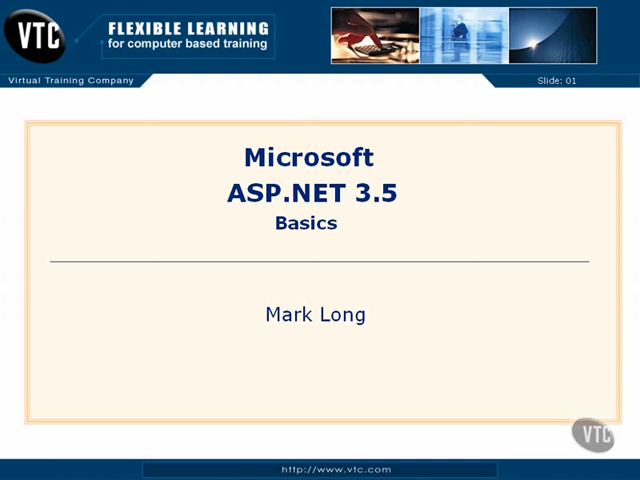 VTC
FLEXIBLE LEARNING
for computer based training
Virtual Training Company
Slide: 01
Microsoft
ASP.NET 3.5
Basics
Mark Long
VTC
http://www.vtc.com